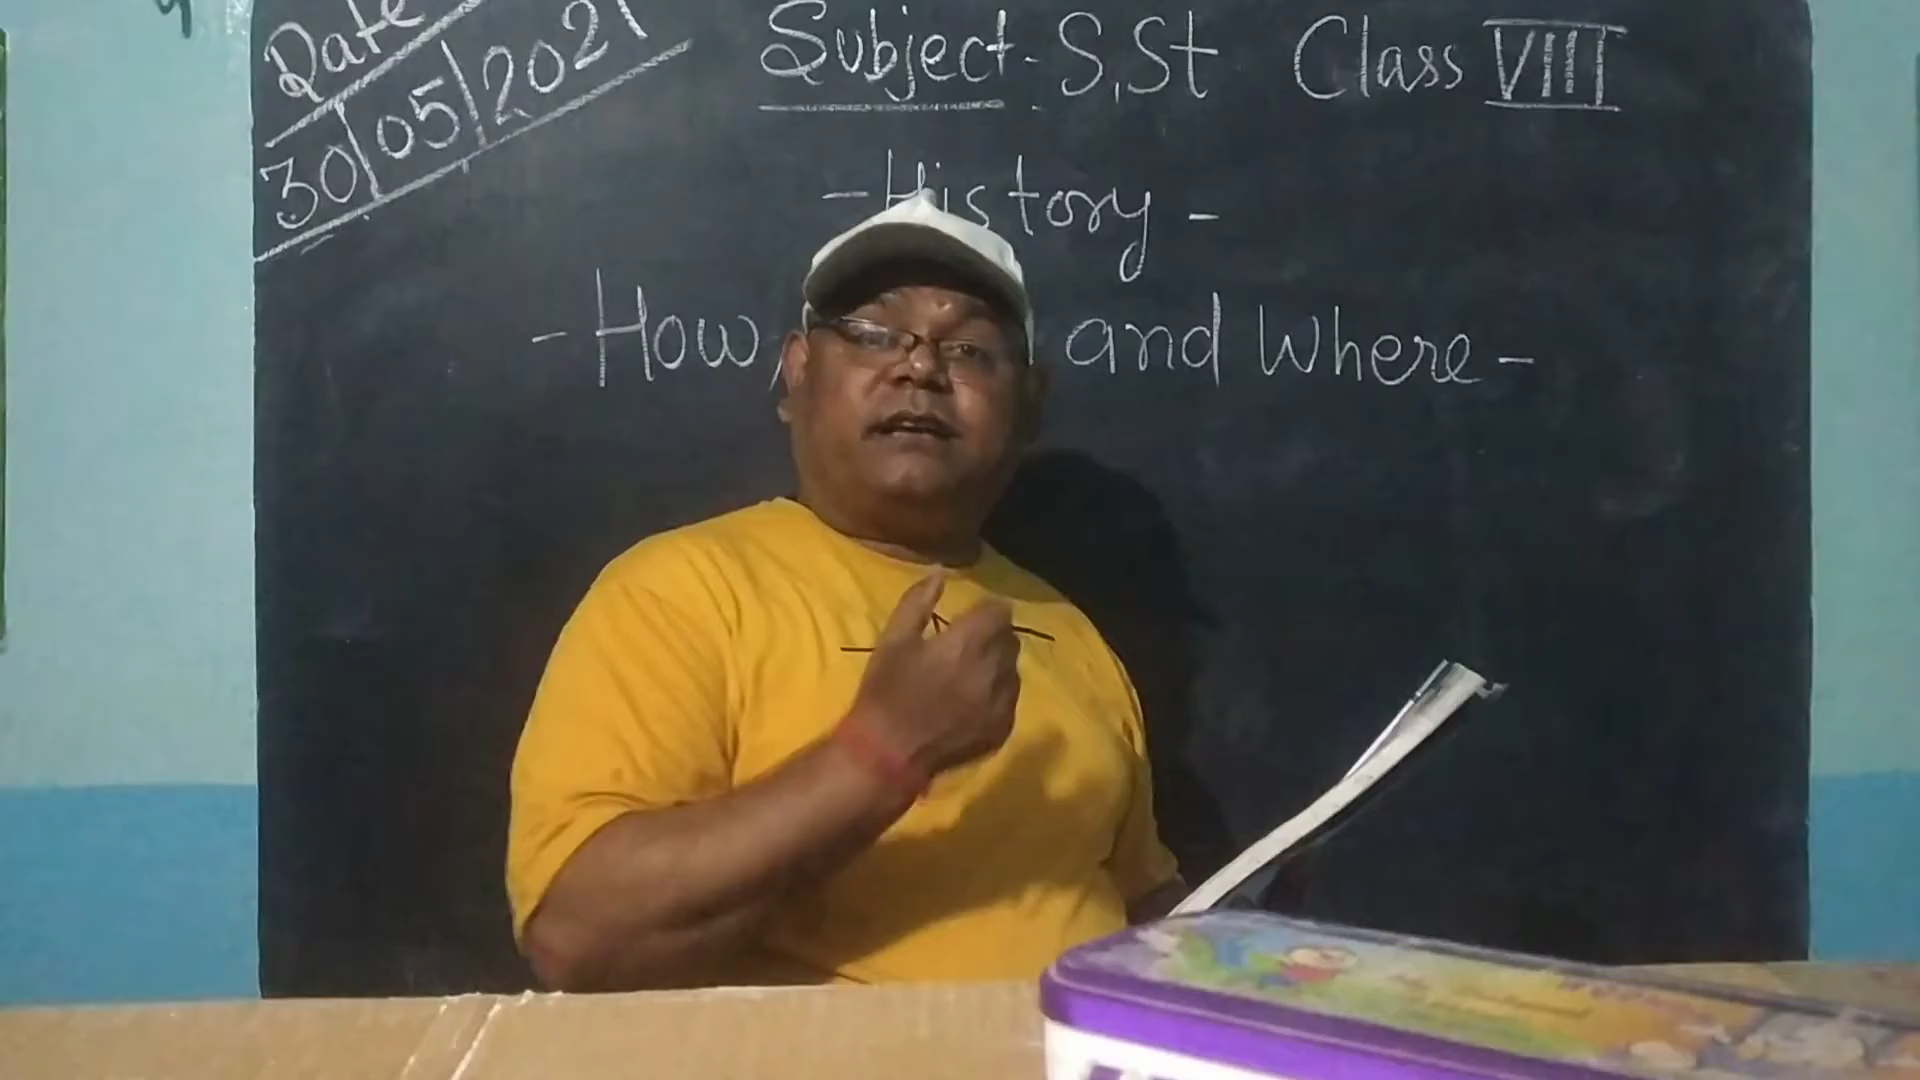 Date
30/05/2021
Subject:- S.St Class VIII
- History -
- How, and Where -